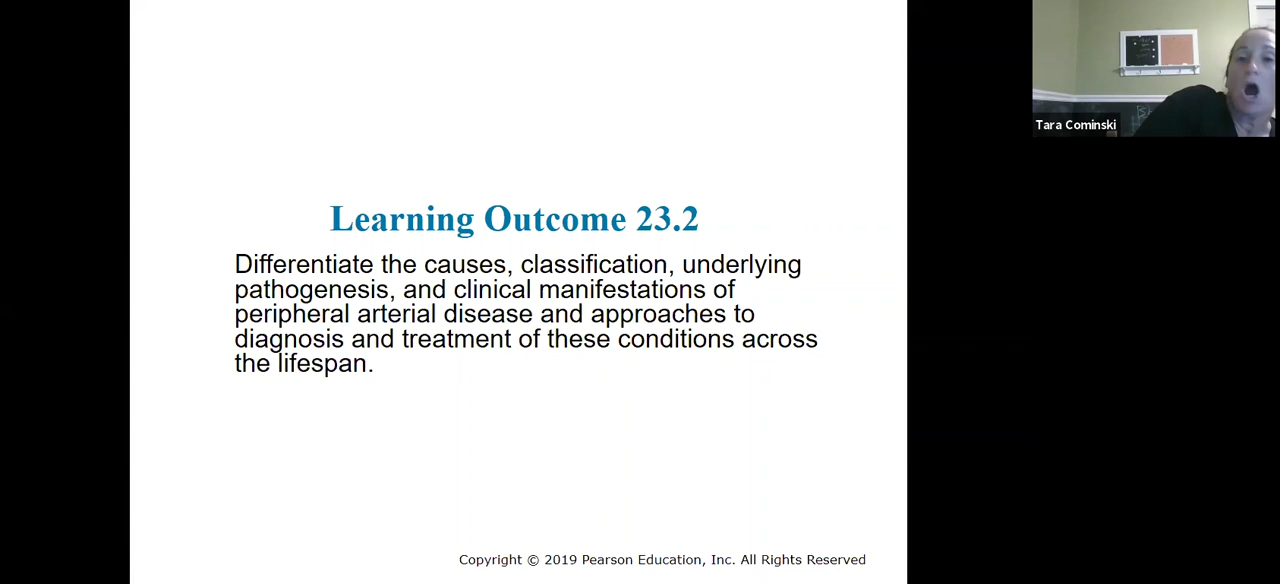 Learning Outcome 23.2
Differentiate the causes, classification, underlying
pathogenesis, and clinical manifestations of
peripheral arterial disease and approaches to
diagnosis and treatment of these conditions across
the lifespan.
Copyright © 2019 Pearson Education, Inc. All Rights Reserved
Tara Cominski